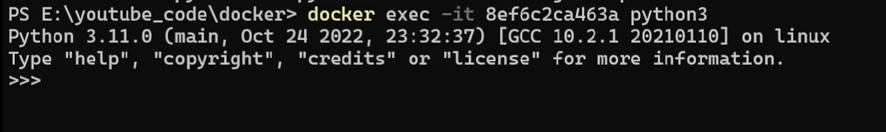 PS E:\youtube_code\docker> docker exec -it 8ef6c2ca463a python3
Python 3.11.0 (main, Oct 24 2022, 23:32:37) [GCC 10.2.1 20210110] on linux
Type "help", "copyright", "credits" or "license" for more information.
>>>